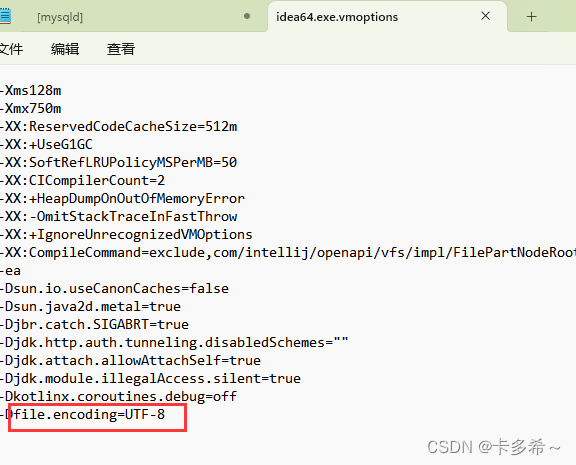 [mysqld]
idea64.exe.vmoptions
文件 编辑 查看
-Xms128m
-Xmx750m
-XX:ReservedCodeCacheSize=512m
-XX:+UseG1GC
-XX:SoftRefLRUPolicyMSPerMB=50
-XX:CICompilerCount=2
-XX:+HeapDumpOnOutOfMemoryError
-XX:-OmitStackTraceInFastThrow
-XX:+IgnoreUnrecognizedVMOptions
-XX:CompileCommand=exclude,com/intellij/openapi/vfs/impl/FilePartNodeRoot
-ea
-Dsun.io.useCanonCaches=false
-Dsun.java2d.metal=true
-Djbr.catch.SIGABRT=true
-Djdk.http.auth.tunneling.disabledSchemes=""
-Djdk.attach.allowAttachSelf=true
-Djdk.module.illegalAccess.silent=true
-Dkotlinx.coroutines.debug=off
-Dfile.encoding=UTF-8
CSDN @卡多希～